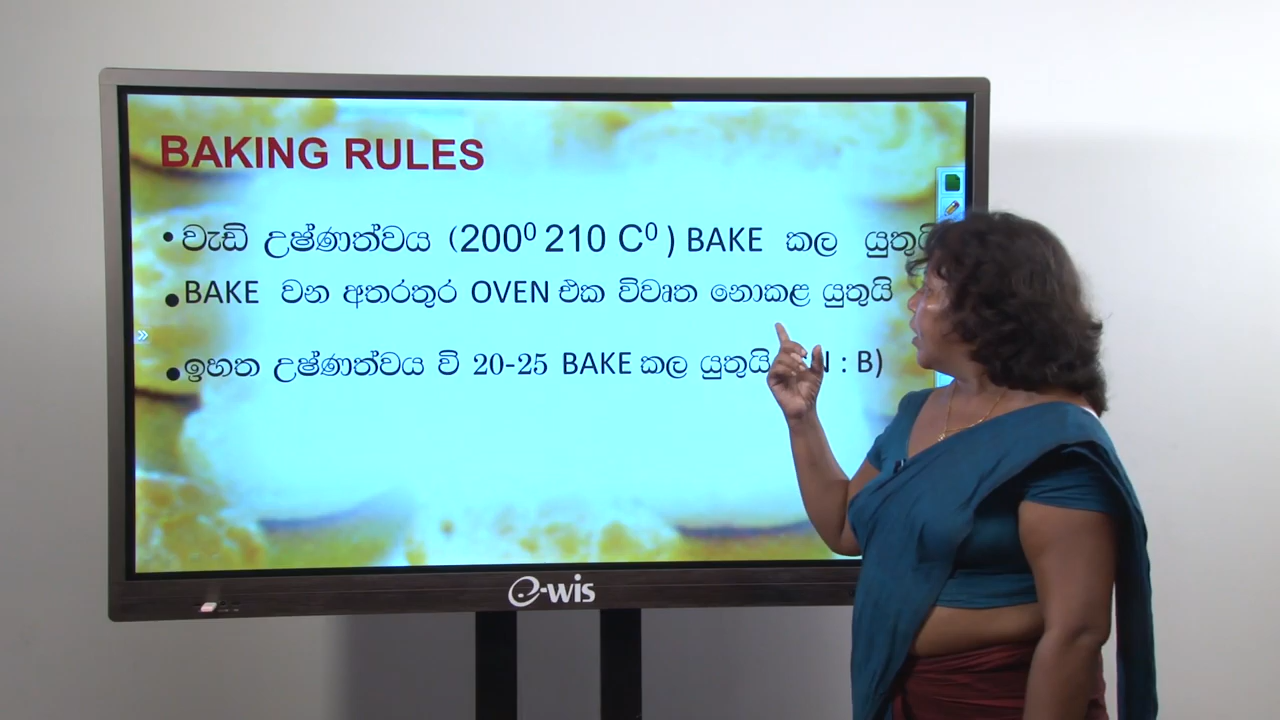 BAKING RULES
• වැඩි උෂ්ණත්වය (200⁰ 210 C⁰ ) BAKE කල යුතුයි
• BAKE වන අතරතුර OVEN එක විවෘත නොකළ යුතුයි
• ඉහත උෂ්ණත්වය වි 20-25 BAKE කල යුතුයි : B)
e-wis